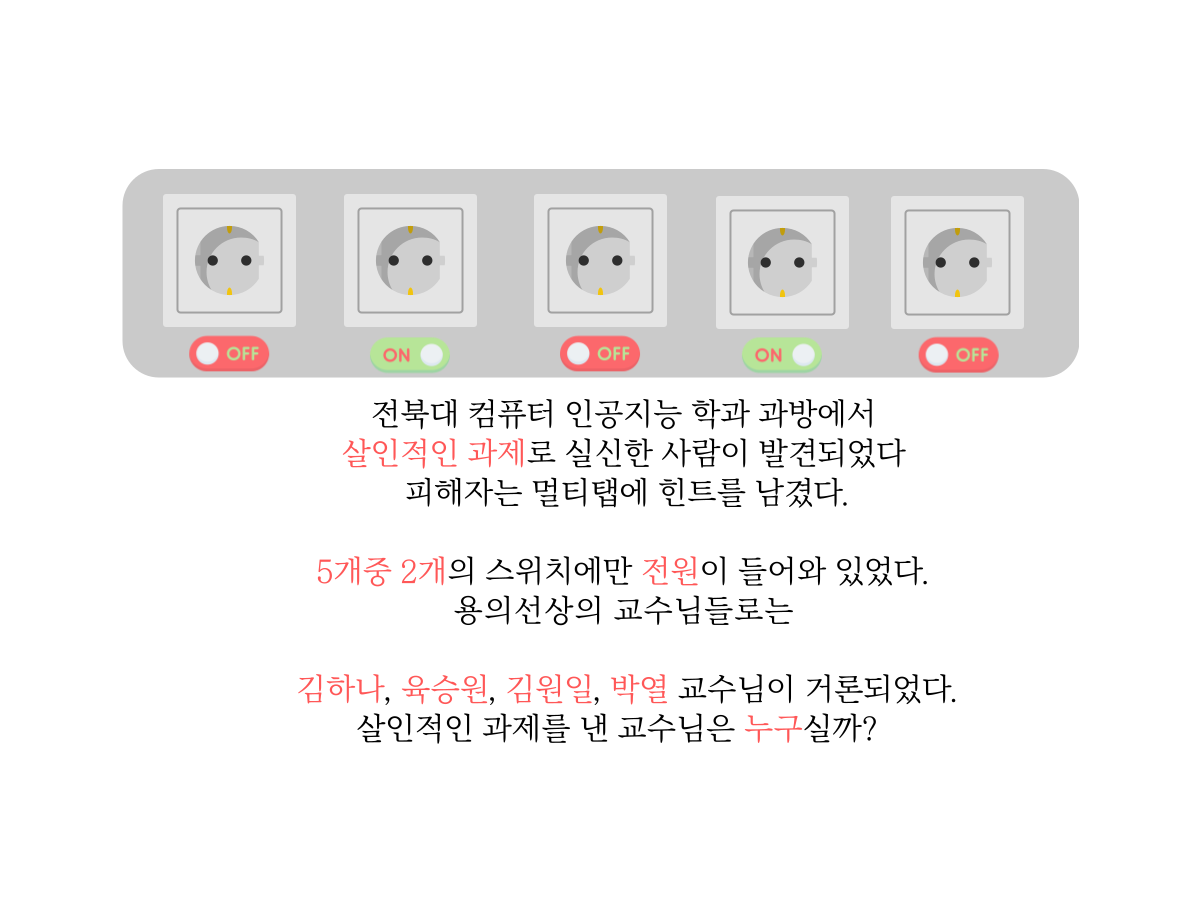 OFF ON OFF ON OFF
전북대 컴퓨터 인공지능 학과 과방에서
살인적인 과제로 실신한 사람이 발견되었다
피해자는 멀티탭에 힌트를 남겼다.
5개중 2개의 스위치에만 전원이 들어와 있었다.
용의선상의 교수님들로는
김하나, 육승원, 김원일, 박열 교수님이 거론되었다.
살인적인 과제를 낸 교수님은 누구실까?